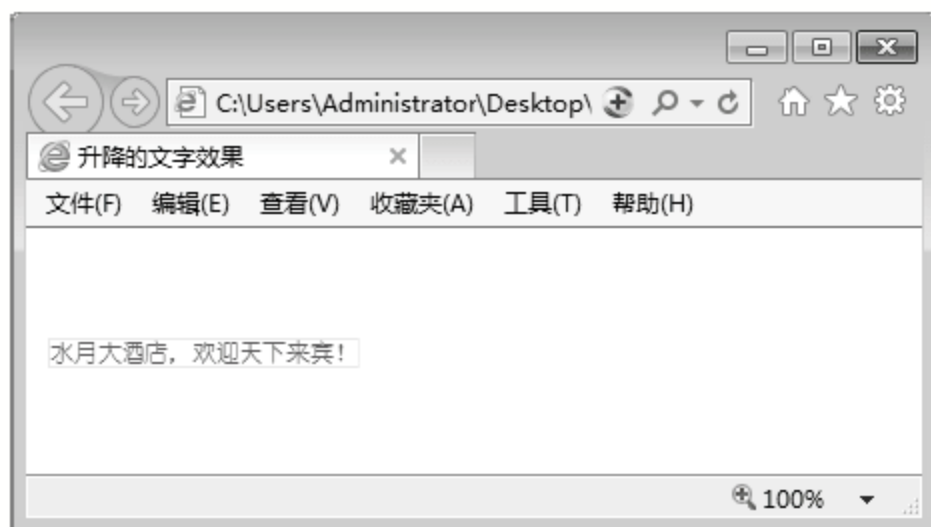 C:\Users\Administrator\Desktop\
升降的文字效果
文件(F) 编辑(E) 查看(V) 收藏夹(A) 工具(T) 帮助(H)
水月大酒店，欢迎天下来宾！
100%